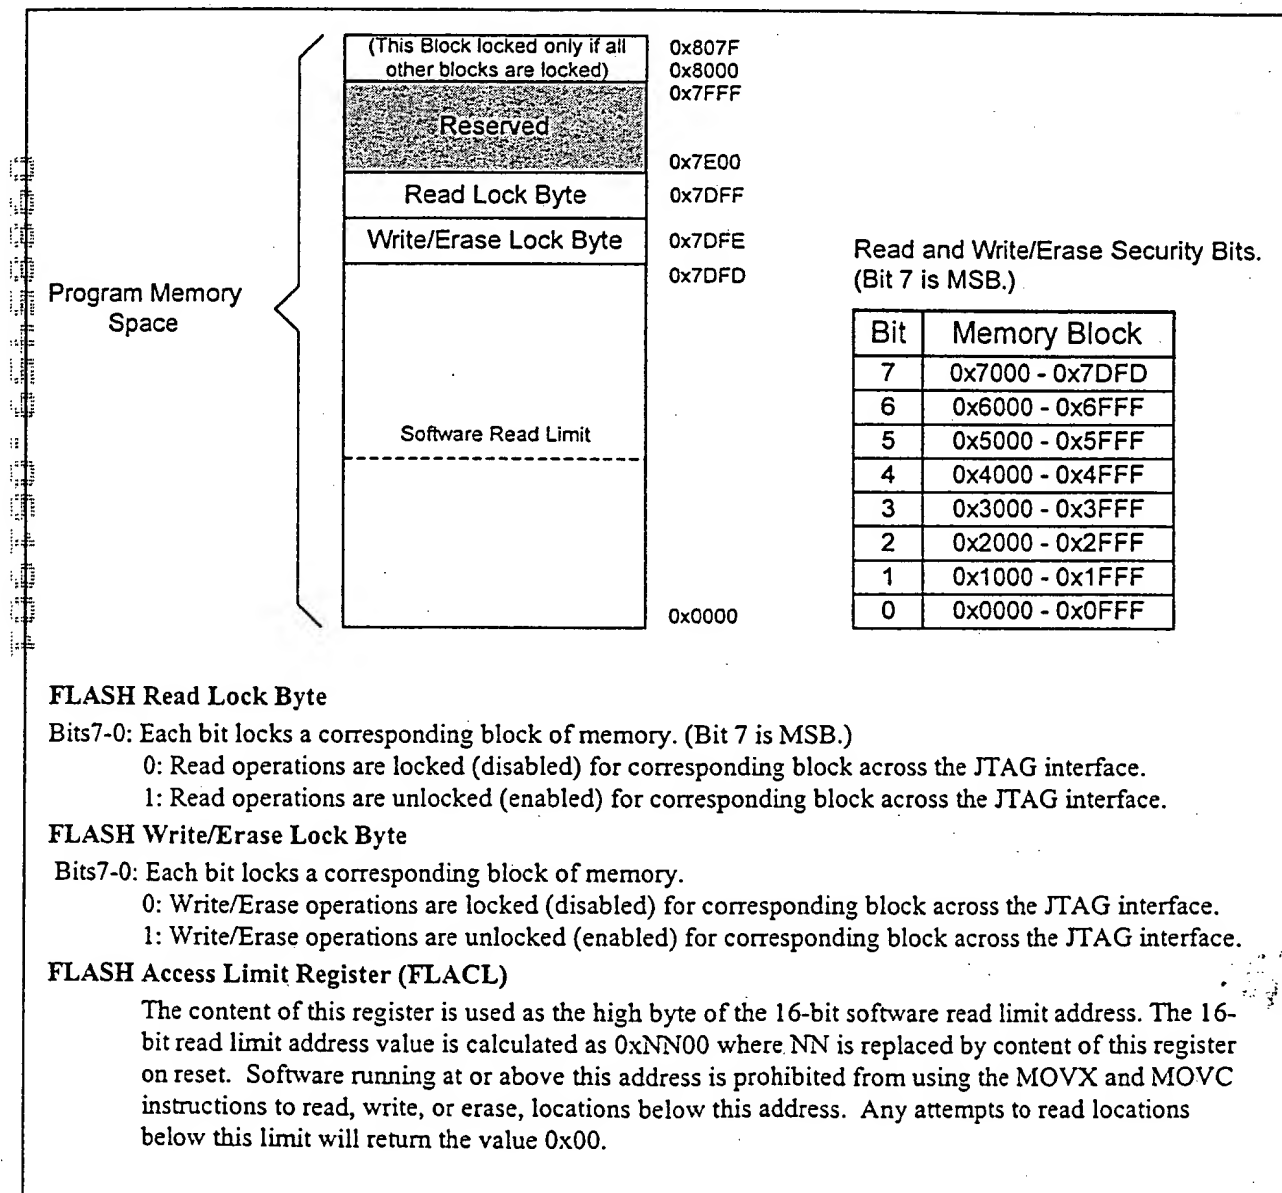 (This Block locked only if all
other blocks are locked)
0x807F
0x8000
0x7FFF
Reserved
0x7E00
Read Lock Byte
0x7DFF
Write/Erase Lock Byte
0x7DFE
0x7DFD
Program Memory
Space
Software Read Limit
0x0000
Read and Write/Erase Security Bits.
(Bit 7 is MSB.)
Bit Memory Block
7 0x7000 - 0x7DFD
6 0x6000 - 0x6FFF
5 0x5000 - 0x5FFF
4 0x4000 - 0x4FFF
3 0x3000 - 0x3FFF
2 0x2000 - 0x2FFF
1 0x1000 - 0x1FFF
0 0x0000 - 0x0FFF
FLASH Read Lock Byte
Bits7-0: Each bit locks a corresponding block of memory. (Bit 7 is MSB.)
0: Read operations are locked (disabled) for corresponding block across the JTAG interface.
1: Read operations are unlocked (enabled) for corresponding block across the JTAG interface.
FLASH Write/Erase Lock Byte
Bits7-0: Each bit locks a corresponding block of memory.
0: Write/Erase operations are locked (disabled) for corresponding block across the JTAG interface.
1: Write/Erase operations are unlocked (enabled) for corresponding block across the JTAG interface.
FLASH Access Limit Register (FLACL)
The content of this register is used as the high byte of the 16-bit software read limit address. The 16-
bit read limit address value is calculated as 0xNN00 where NN is replaced by content of this register
on reset. Software running at or above this address is prohibited from using the MOVX and MOVC
instructions to read, write, or erase, locations below this address. Any attempts to read locations
below this limit will return the value 0x00.